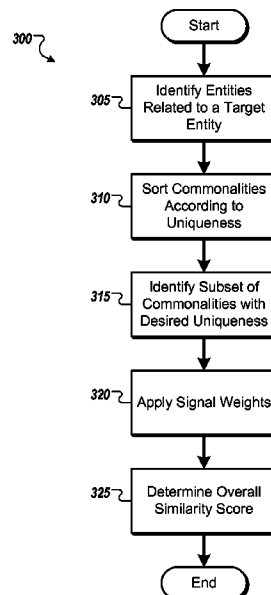 Start
300
305
Identify Entities
Related to a Target
Entity
310
Sort Commonalities
According to
Uniqueness
315
Identify Subset of
Commonalities with
Desired Uniqueness
320
Apply Signal Weights
325
Determine Overall
Similarity Score
End